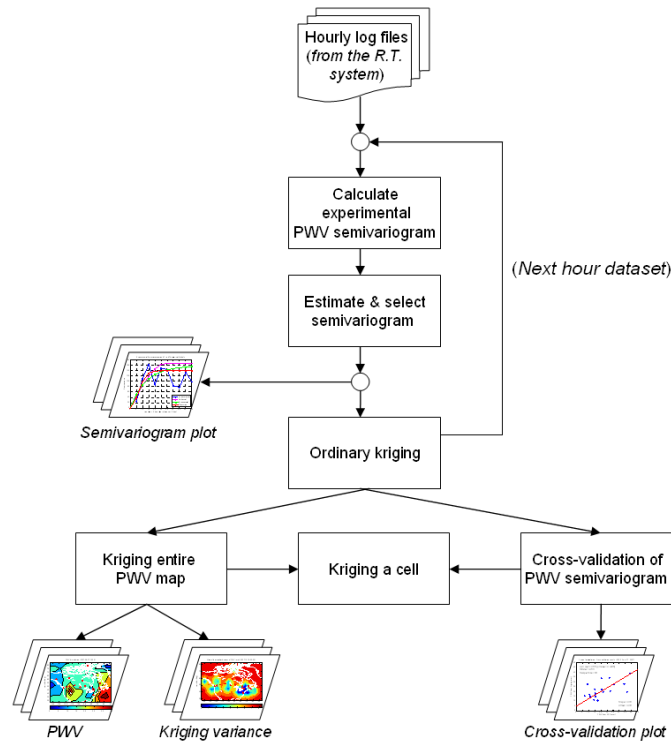 Hourly log files
(from the R.T.
system)
Calculate
experimental
PWV semivariogram
(Next hour dataset)
Estimate & select
semivariogram
Semivariogram plot
Ordinary kriging
Kriging entire
PWV map
Kriging a cell
Cross-validation of
PWV semivariogram
PWV
Kriging variance
Cross-validation plot